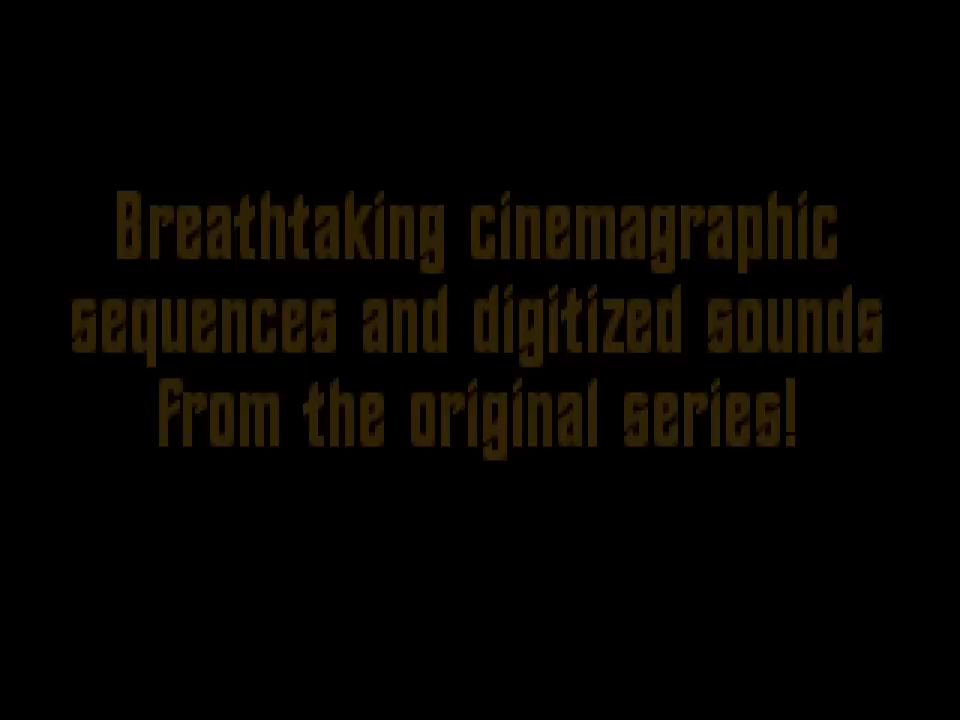 Breathtaking cinemagraphic
sequences and digitized sounds
from the original series!